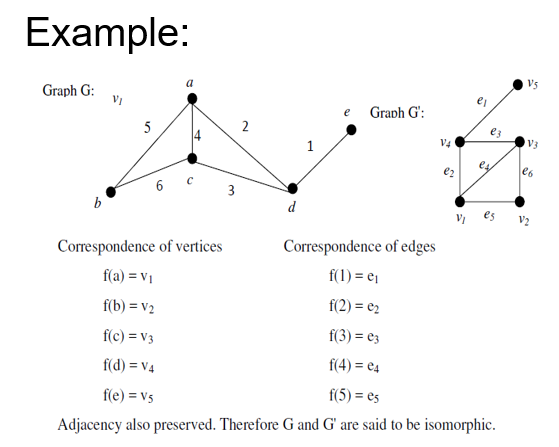 Example:
Graph G:
v₁
a
5
4
2
1
e
6
c
3
b
d
Graph G':
v₅
e₁
v₄
e₃
v₃
e₂
e₄
e₆
v₁
e₅
v₂
Correspondence of vertices
Correspondence of edges
f(a) = v₁
f(1) = e₁
f(b) = v₂
f(2) = e₂
f(c) = v₃
f(3) = e₃
f(d) = v₄
f(4) = e₄
f(e) = v₅
f(5) = e₅
Adjacency also preserved. Therefore G and G' are said to be isomorphic.